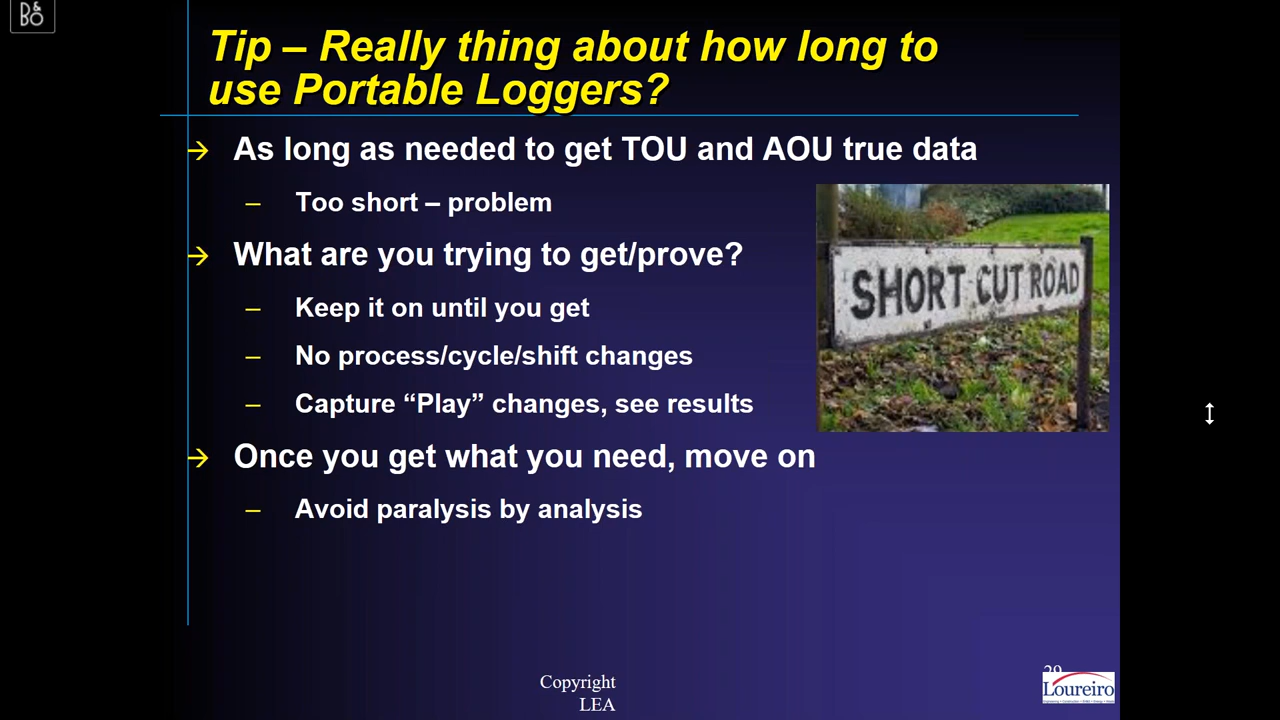 B&O
Tip – Really thing about how long to
use Portable Loggers?
As long as needed to get TOU and AOU true data
– Too short – problem
What are you trying to get/prove?
– Keep it on until you get
– No process/cycle/shift changes
– Capture “Play” changes, see results
SHORT CUT ROAD
Once you get what you need, move on
– Avoid paralysis by analysis
Copyright
LEA
29
Loureiro